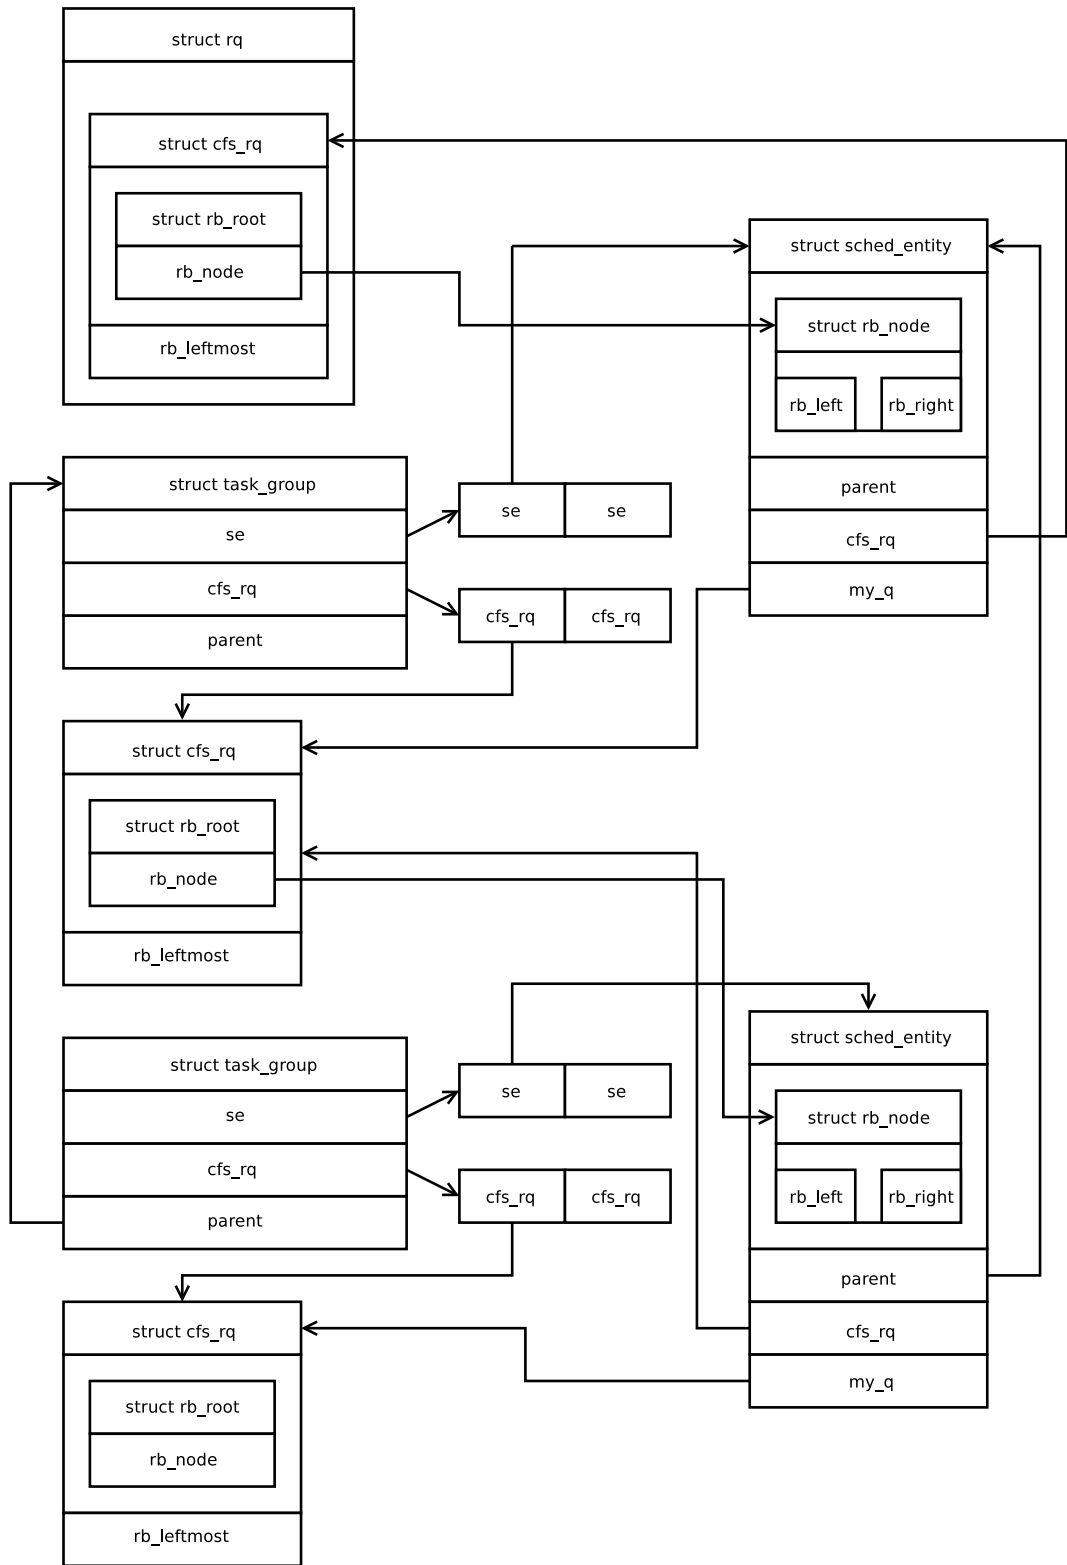 struct rq
struct cfs_rq
struct rb_root
rb_node
rb_leftmost
struct sched_entity
struct rb_node
rb_left rb_right
parent
cfs_rq
my_q
struct task_group
se
cfs_rq
parent
se se
cfs_rq cfs_rq
struct cfs_rq
struct rb_root
rb_node
rb_leftmost
struct task_group
se
cfs_rq
parent
se se
cfs_rq cfs_rq
struct sched_entity
struct rb_node
rb_left rb_right
parent
cfs_rq
my_q
struct cfs_rq
struct rb_root
rb_node
rb_leftmost